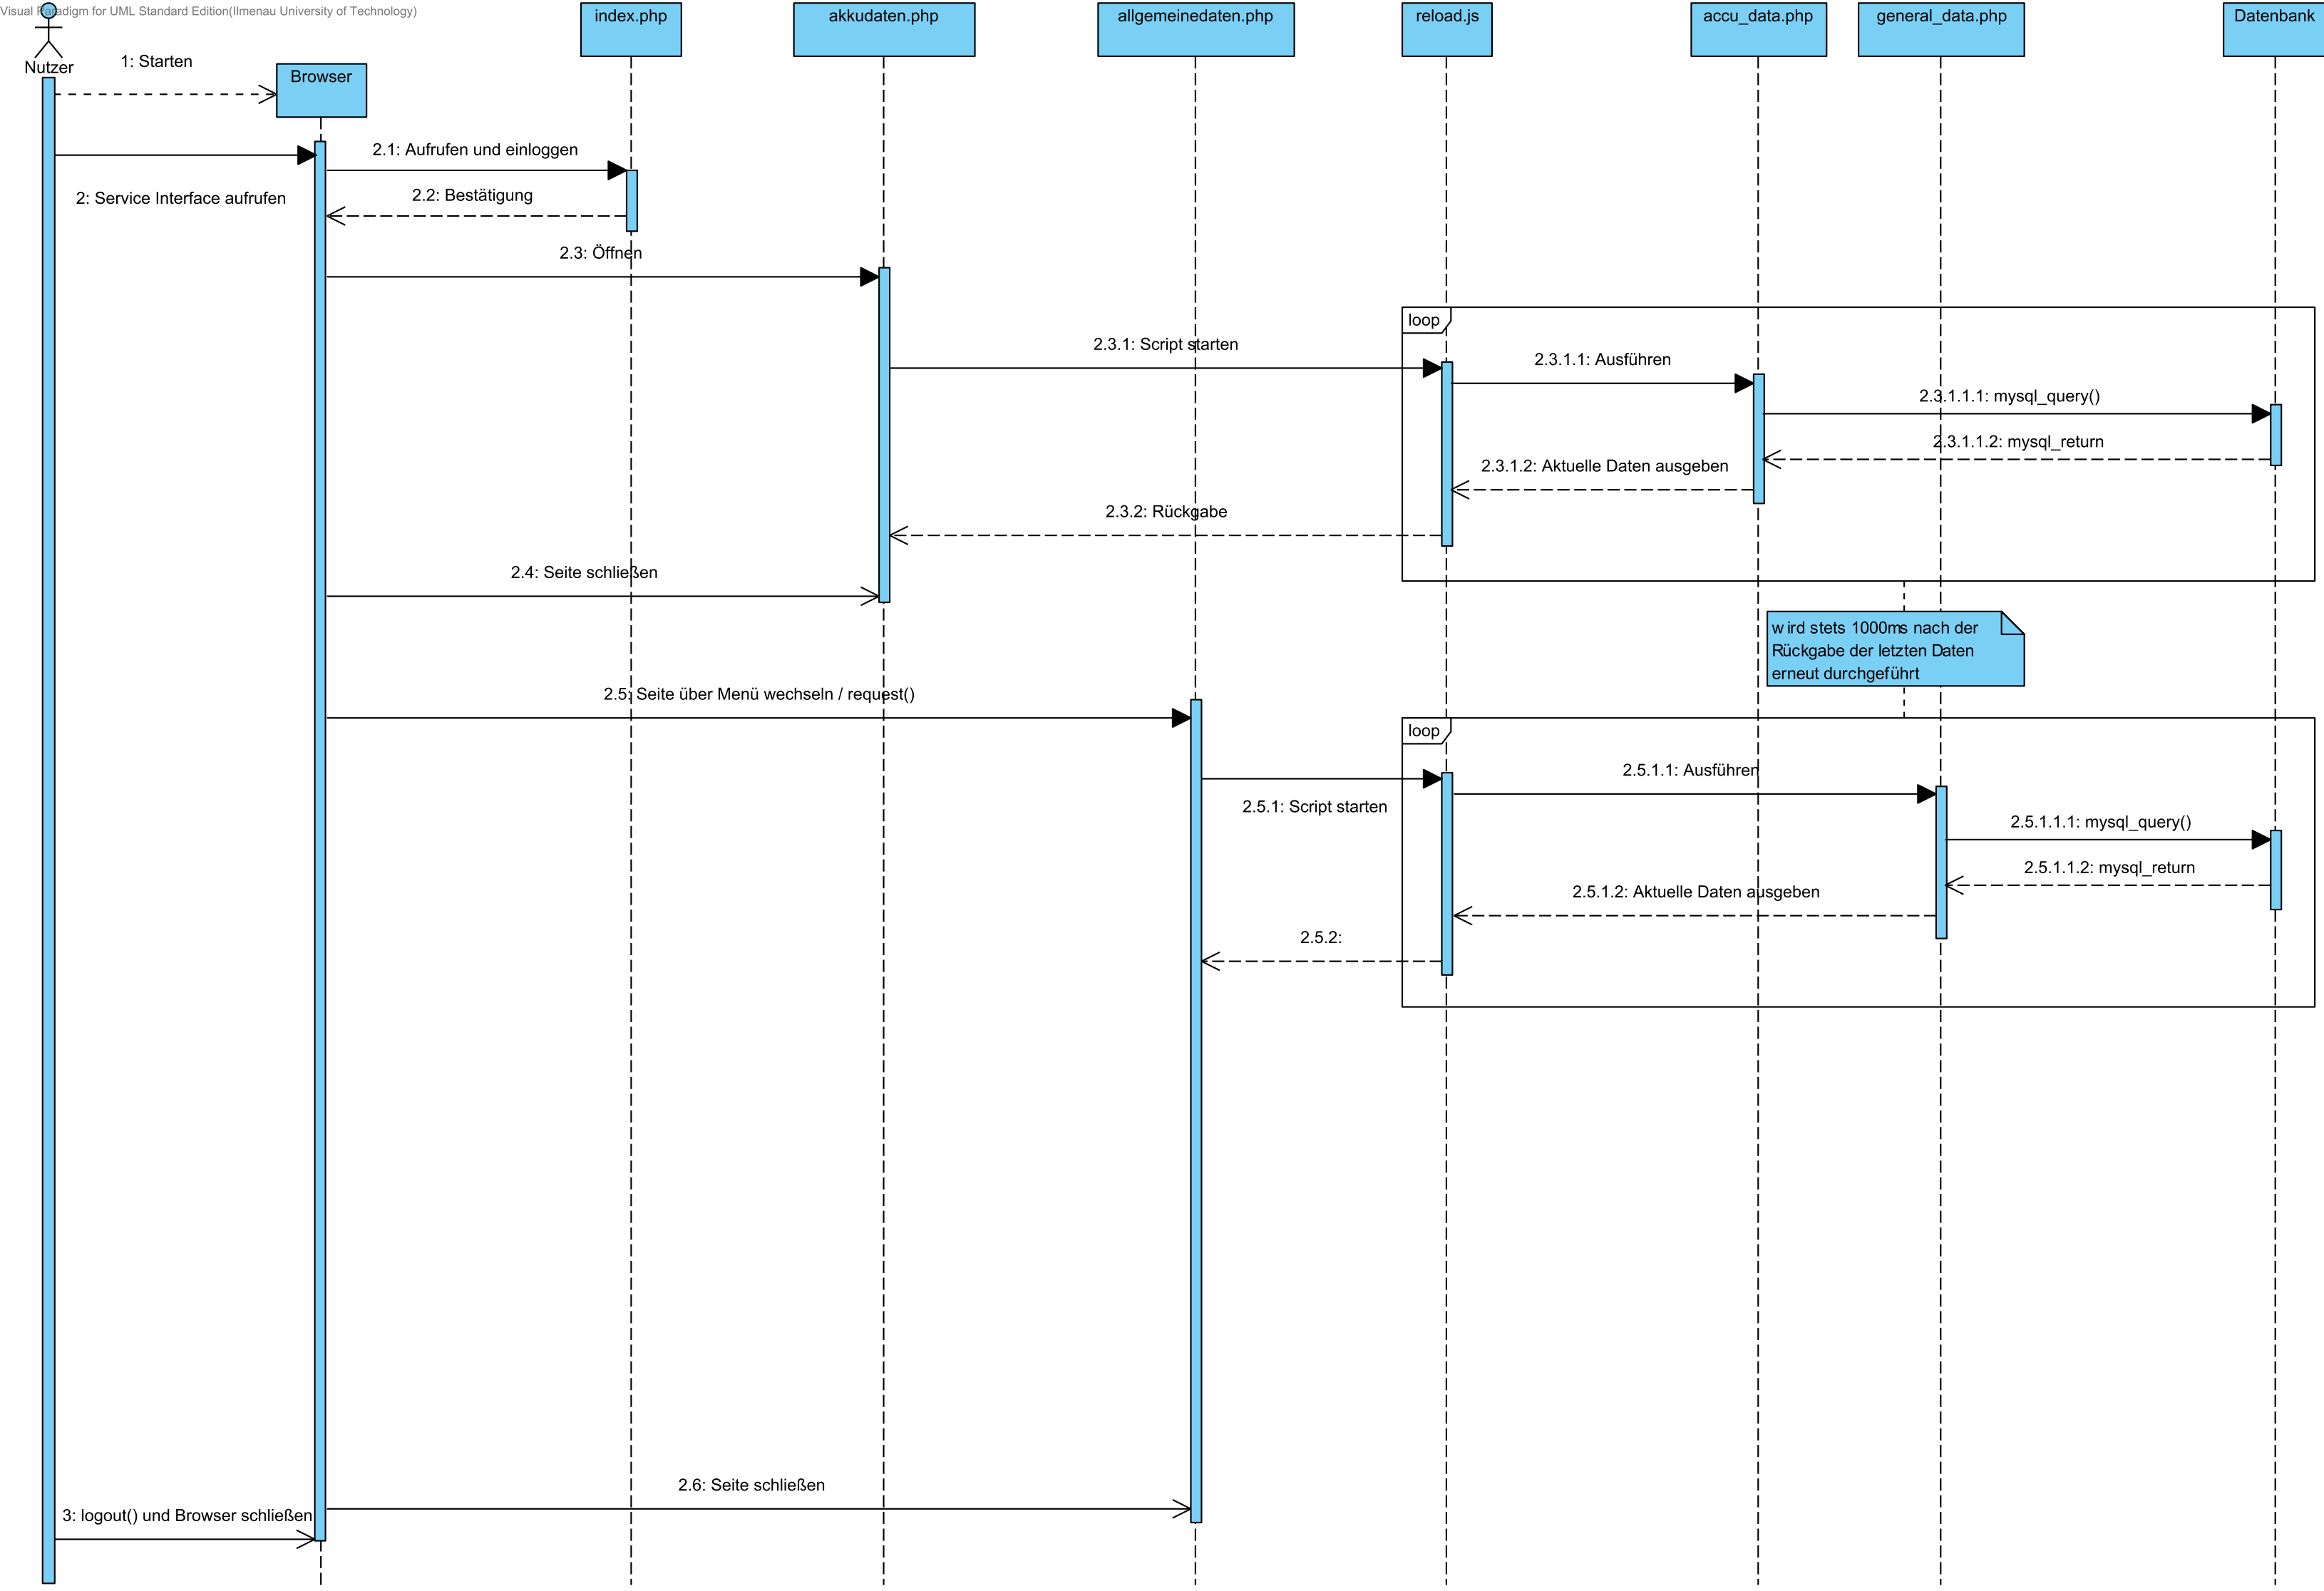 Visual Paradigm for UML Standard Edition(Ilmenau University of Technology)
index.php
akkudaten.php
allgemeinedaten.php
reload.js
accu_data.php
general_data.php
Datenbank
Nutzer
1: Starten
Browser
2.1: Aufrufen und einloggen
2: Service Interface aufrufen
2.2: Bestätigung
2.3: Öffnen
loop
2.3.1: Script starten
2.3.1.1: Ausführen
2.3.1.1.1: mysql_query()
2.3.1.1.2: mysql_return
2.3.1.2: Aktuelle Daten ausgeben
2.3.2: Rückgabe
2.4: Seite schließen
wird stets 1000ms nach der
Rückgabe der letzten Daten
erneut durchgeführt
2.5: Seite über Menü wechseln / request()
loop
2.5.1.1: Ausführen
2.5.1: Script starten
2.5.1.1.1: mysql_query()
2.5.1.1.2: mysql_return
2.5.1.2: Aktuelle Daten ausgeben
2.5.2:
2.6: Seite schließen
3: logout() und Browser schließen